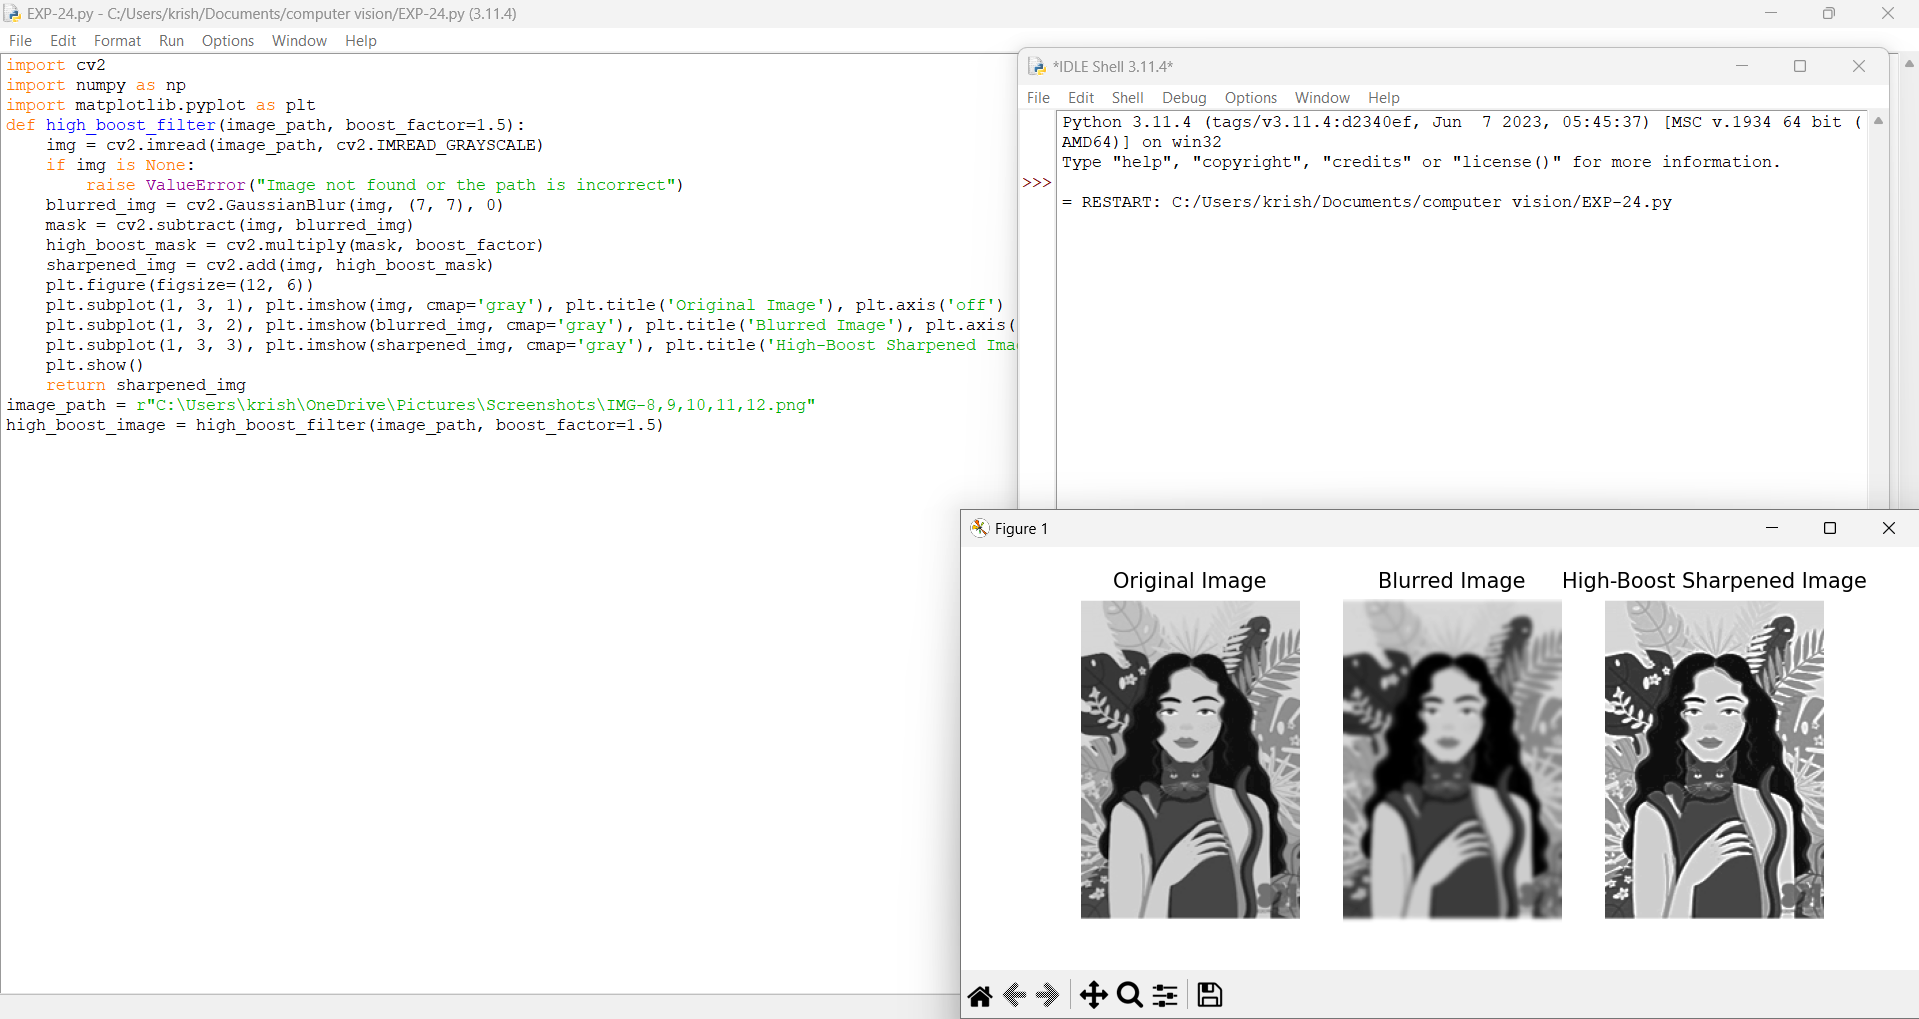 EXP-24.py - C:/Users/krish/Documents/computer vision/EXP-24.py (3.11.4)
File Edit Format Run Options Window Help
import cv2
import numpy as np
import matplotlib.pyplot as plt
def high_boost_filter(image_path, boost_factor=1.5):
    img = cv2.imread(image_path, cv2.IMREAD_GRAYSCALE)
    if img is None:
        raise ValueError("Image not found or the path is incorrect")
    blurred_img = cv2.GaussianBlur(img, (7, 7), 0)
    mask = cv2.subtract(img, blurred_img)
    high_boost_mask = cv2.multiply(mask, boost_factor)
    sharpened_img = cv2.add(img, high_boost_mask)
    plt.figure(figsize=(12, 6))
    plt.subplot(1, 3, 1), plt.imshow(img, cmap='gray'), plt.title('Original Image'), plt.axis('off')
    plt.subplot(1, 3, 2), plt.imshow(blurred_img, cmap='gray'), plt.title('Blurred Image'), plt.axis(
    plt.subplot(1, 3, 3), plt.imshow(sharpened_img, cmap='gray'), plt.title('High-Boost Sharpened Ima
    plt.show()
    return sharpened_img
image_path = r"C:\Users\krish\OneDrive\Pictures\Screenshots\IMG-8,9,10,11,12.png"
high_boost_image = high_boost_filter(image_path, boost_factor=1.5)
*IDLE Shell 3.11.4*
File Edit Shell Debug Options Window Help
Python 3.11.4 (tags/v3.11.4:d2340ef, Jun  7 2023, 05:45:37) [MSC v.1934 64 bit (
AMD64)] on win32
Type "help", "copyright", "credits" or "license()" for more information.
>>>
= RESTART: C:/Users/krish/Documents/computer vision/EXP-24.py
Figure 1
Original Image
Blurred Image
High-Boost Sharpened Image